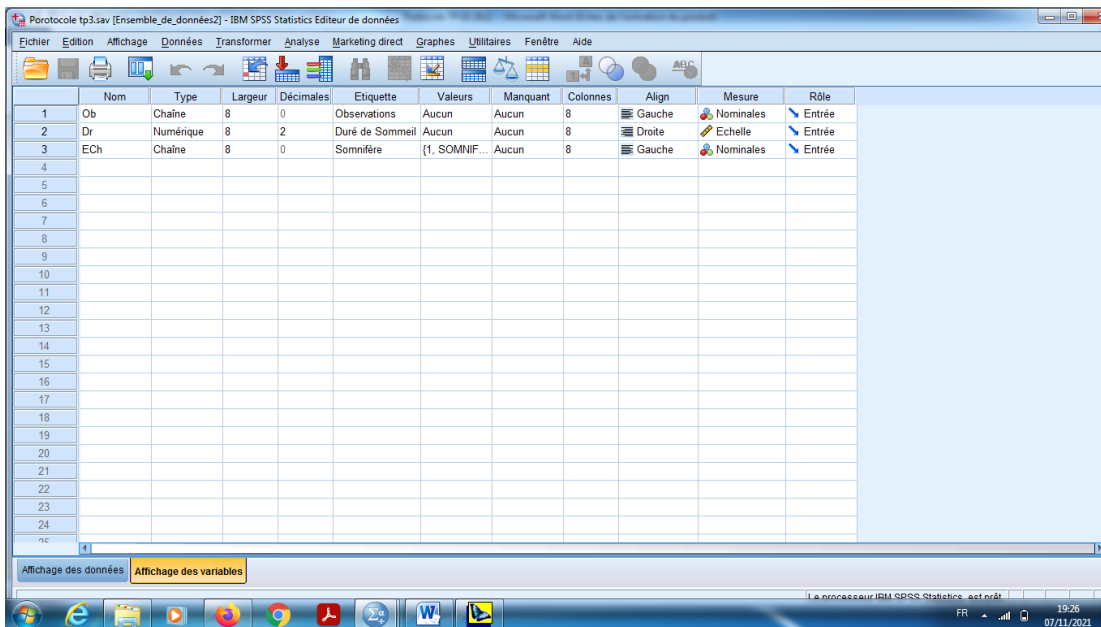 Porotocole tp3.sav [Ensemble_de_données2] - IBM SPSS Statistics Editeur de données
Fichier Edition Affichage Données Transformer Analyse Marketing direct Graphes Utilitaires Fenêtre Aide
Nom Type Largeur Décimales Etiquette Valeurs Manquant Colonnes Align Mesure Rôle
1 Ob Chaîne 8 0 Observations Aucun Aucun 8 Gauche Nominales Entrée
2 Dr Numérique 8 2 Duré de Sommeil Aucun Aucun 8 Droite Echelle Entrée
3 ECh Chaîne 8 0 Somnifère {1, SOMNIF... Aucun 8 Gauche Nominales Entrée
4
5
6
7
8
9
10
11
12
13
14
15
16
17
18
19
20
21
22
23
24
25
Affichage des données Affichage des variables
Le processeur IBM SPSS Statistics est prêt
FR 19:26
07/11/2021